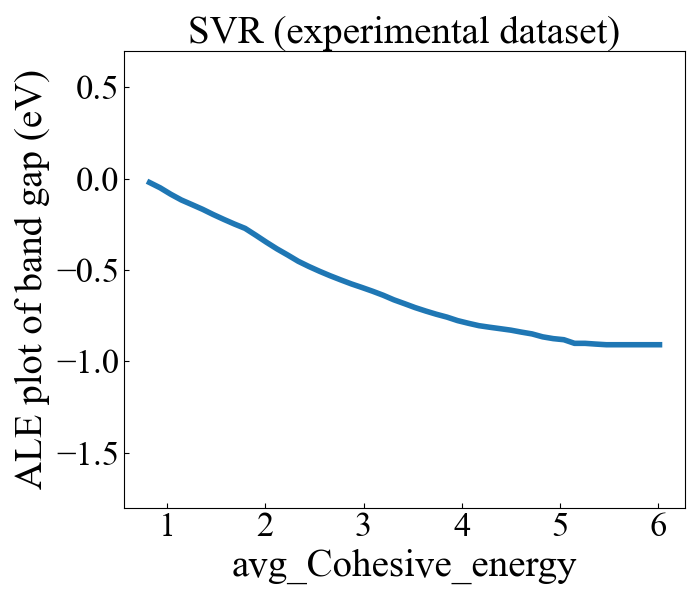 SVR (experimental dataset)
ALE plot of band gap (eV)
0.5
0.0
−0.5
−1.0
−1.5
1 2 3 4 5 6
avg_Cohesive_energy